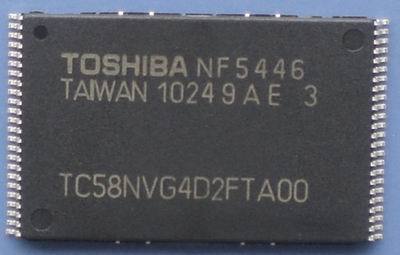 TOSHIBA NF5446
TAIWAN 10249AE 3
TC58NVG4D2FTA00